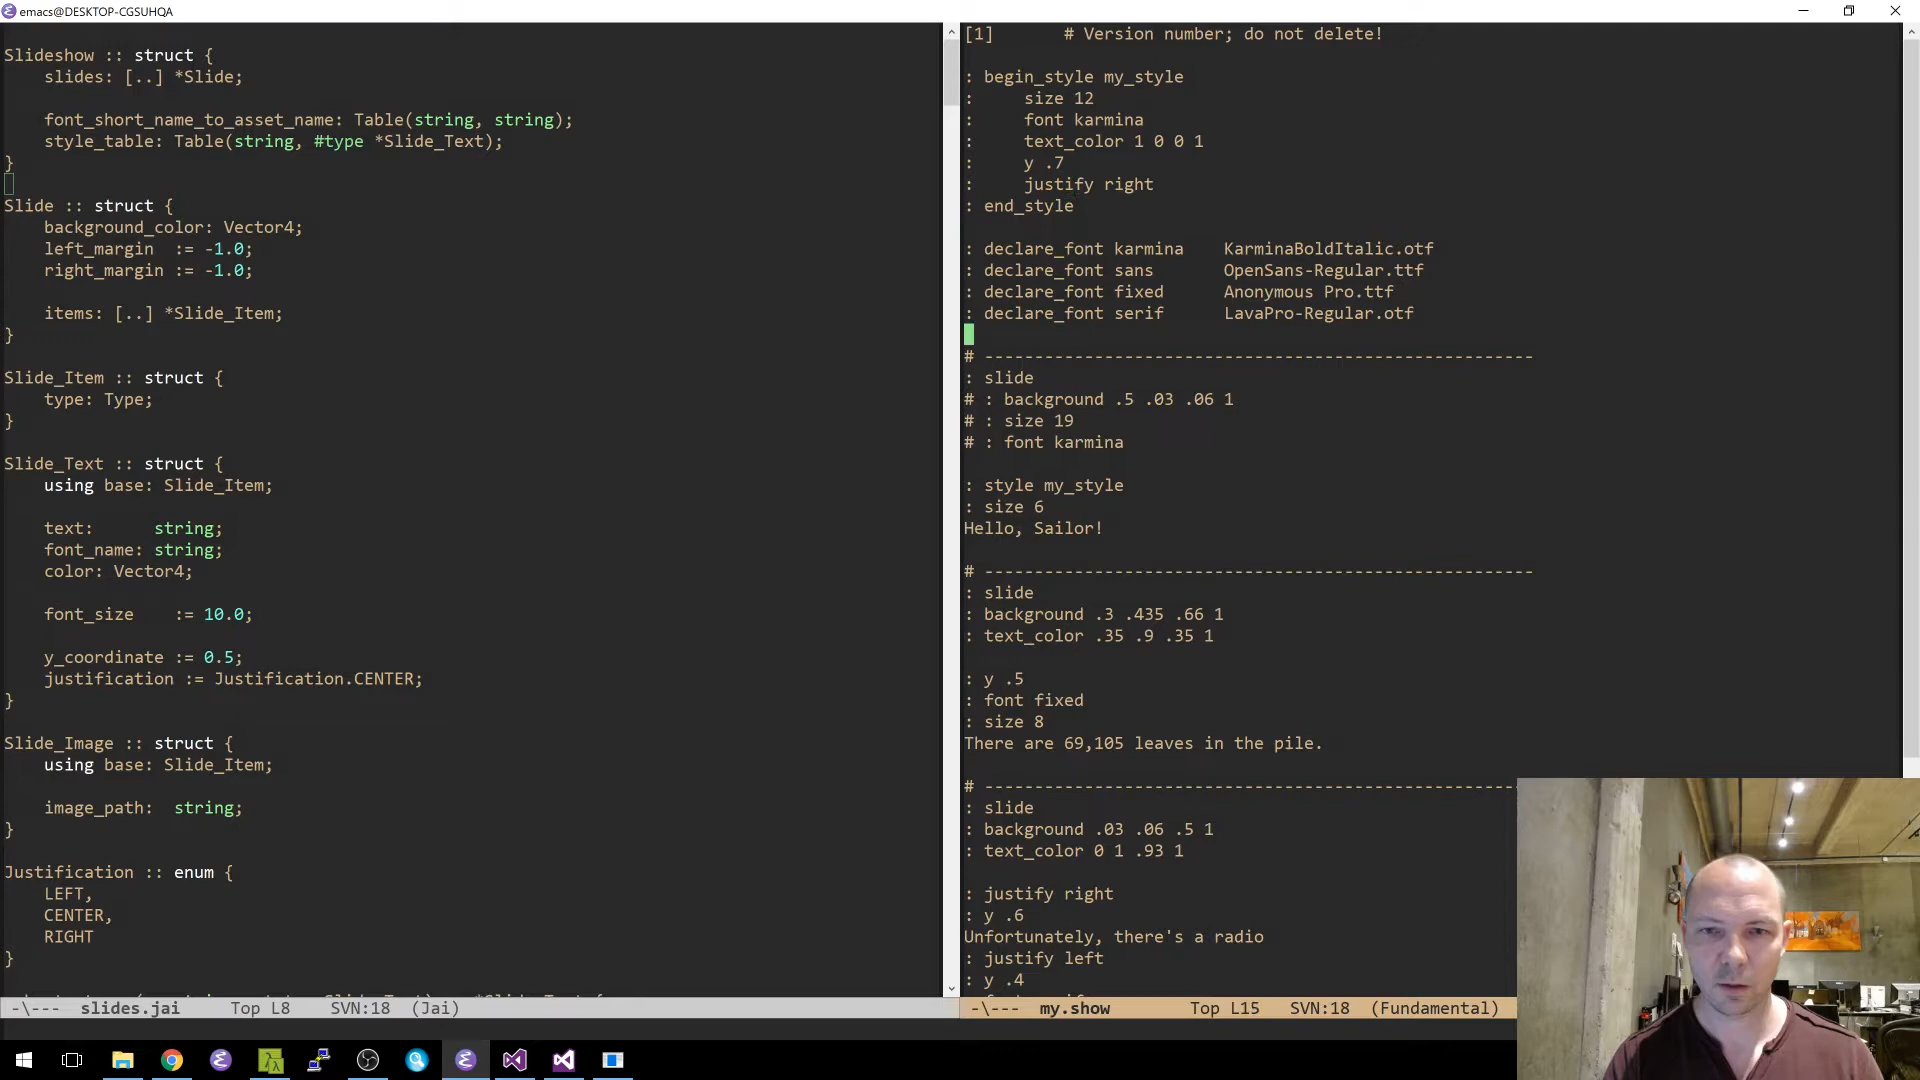 emacs@DESKTOP-CGSUHQA
Slideshow :: struct {
    slides: [..] *Slide;
    font_short_name_to_asset_name: Table(string, string);
    style_table: Table(string, #type *Slide_Text);
}
Slide :: struct {
    background_color: Vector4;
    left_margin  := -1.0;
    right_margin := -1.0;
    items: [..] *Slide_Item;
}
Slide_Item :: struct {
    type: Type;
}
Slide_Text :: struct {
    using base: Slide_Item;
    text:      string;
    font_name: string;
    color: Vector4;
    font_size    := 10.0;
    y_coordinate := 0.5;
    justification := Justification.CENTER;
}
Slide_Image :: struct {
    using base: Slide_Item;
    image_path:  string;
}
Justification :: enum {
    LEFT,
    CENTER,
    RIGHT
}
-\--- slides.jai Top L8 SVN:18 (Jai)
[1]       # Version number; do not delete!
: begin_style my_style
:     size 12
:     font karmina
:     text_color 1 0 0 1
:     y .7
:     justify right
: end_style
: declare_font karmina    KarminaBoldItalic.otf
: declare_font sans       OpenSans-Regular.ttf
: declare_font fixed      Anonymous Pro.ttf
: declare_font serif      LavaPro-Regular.otf
# -------------------------------------------------------
: slide
# : background .5 .03 .06 1
# : size 19
# : font karmina
: style my_style
: size 6
Hello, Sailor!
# -------------------------------------------------------
: slide
: background .3 .435 .66 1
: text_color .35 .9 .35 1
: y .5
: font fixed
: size 8
There are 69,105 leaves in the pile.
# -------------------------------------------------------
: slide
: background .03 .06 .5 1
: text_color 0 1 .93 1
: justify right
: y .6
Unfortunately, there's a radio
: justify left
: y .4
-\--- my.show Top L15 SVN:18 (Fundamental)